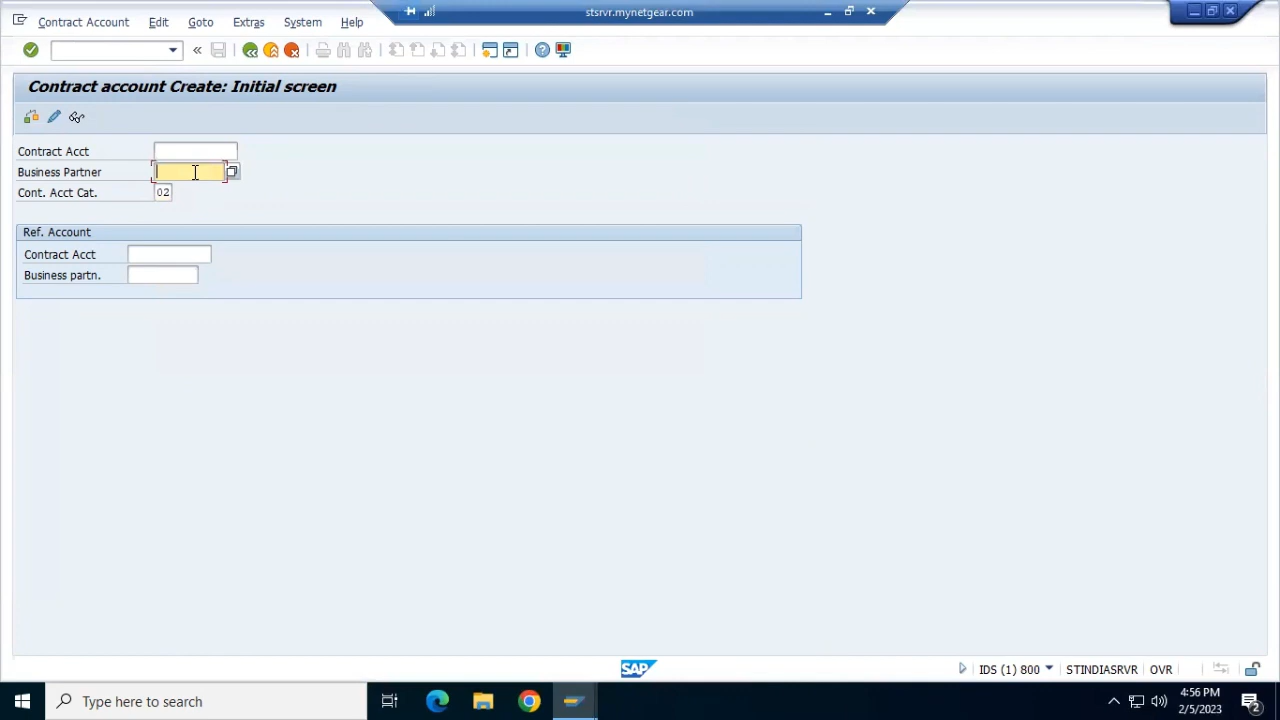 stsrvr.mynetgear.com
Contract Account Edit Goto Extras System Help
Contract account Create: Initial screen
Contract Acct
Business Partner
Cont. Acct Cat. 02
Ref. Account
Contract Acct
Business partn.
SAP IDS (1) 800 STINDIASRVR OVR
Type here to search
4:56 PM
2/5/2023
2